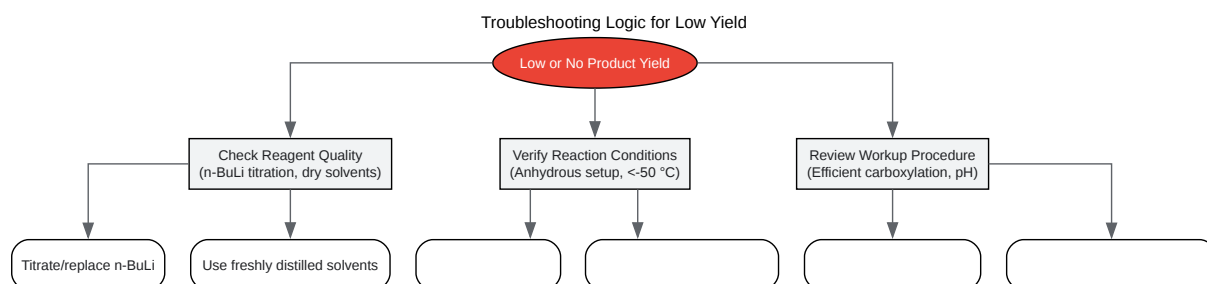 Troubleshooting Logic for Low Yield
Low or No Product Yield
Check Reagent Quality
(n-BuLi titration, dry solvents)
Verify Reaction Conditions
(Anhydrous setup, <-50 °C)
Review Workup Procedure
(Efficient carboxylation, pH)
Titrate/replace n-BuLi
Use freshly distilled solvents